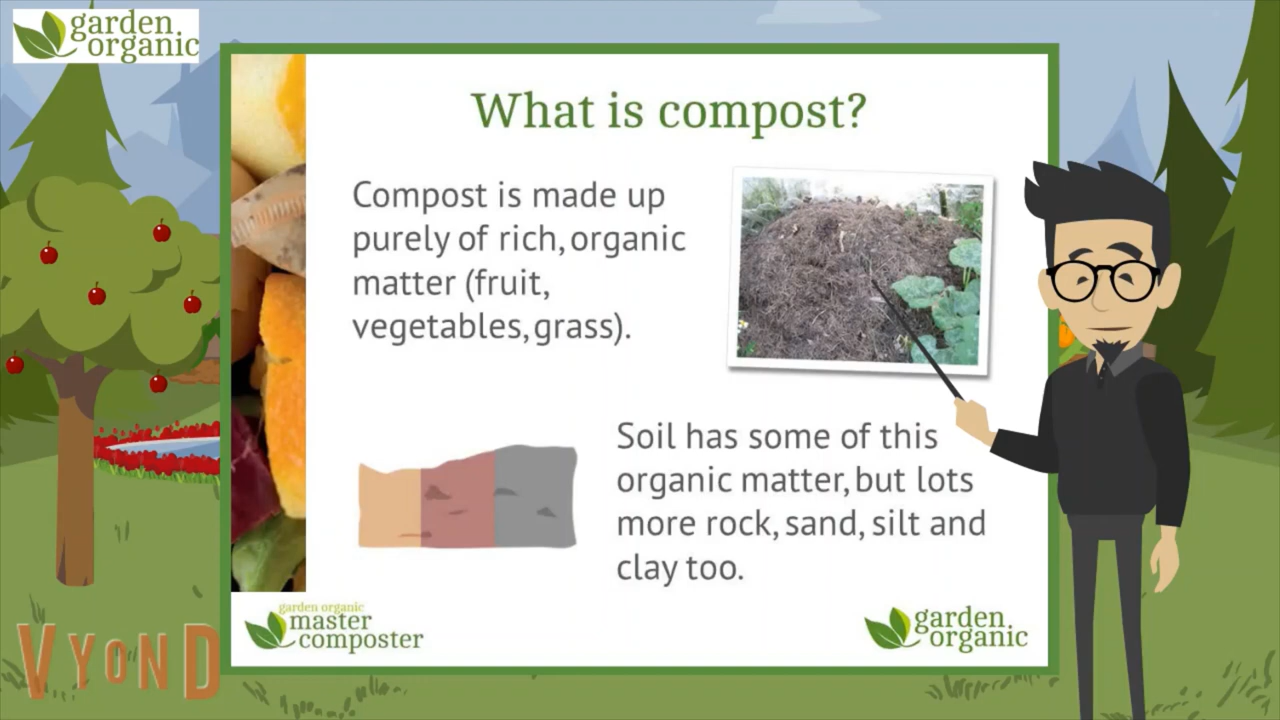 garden
organic
What is compost?
Compost is made up
purely of rich, organic
matter (fruit,
vegetables, grass).
Soil has some of this
organic matter, but lots
more rock, sand, silt and
clay too.
garden organic
master
composter
garden
organic
VYOND